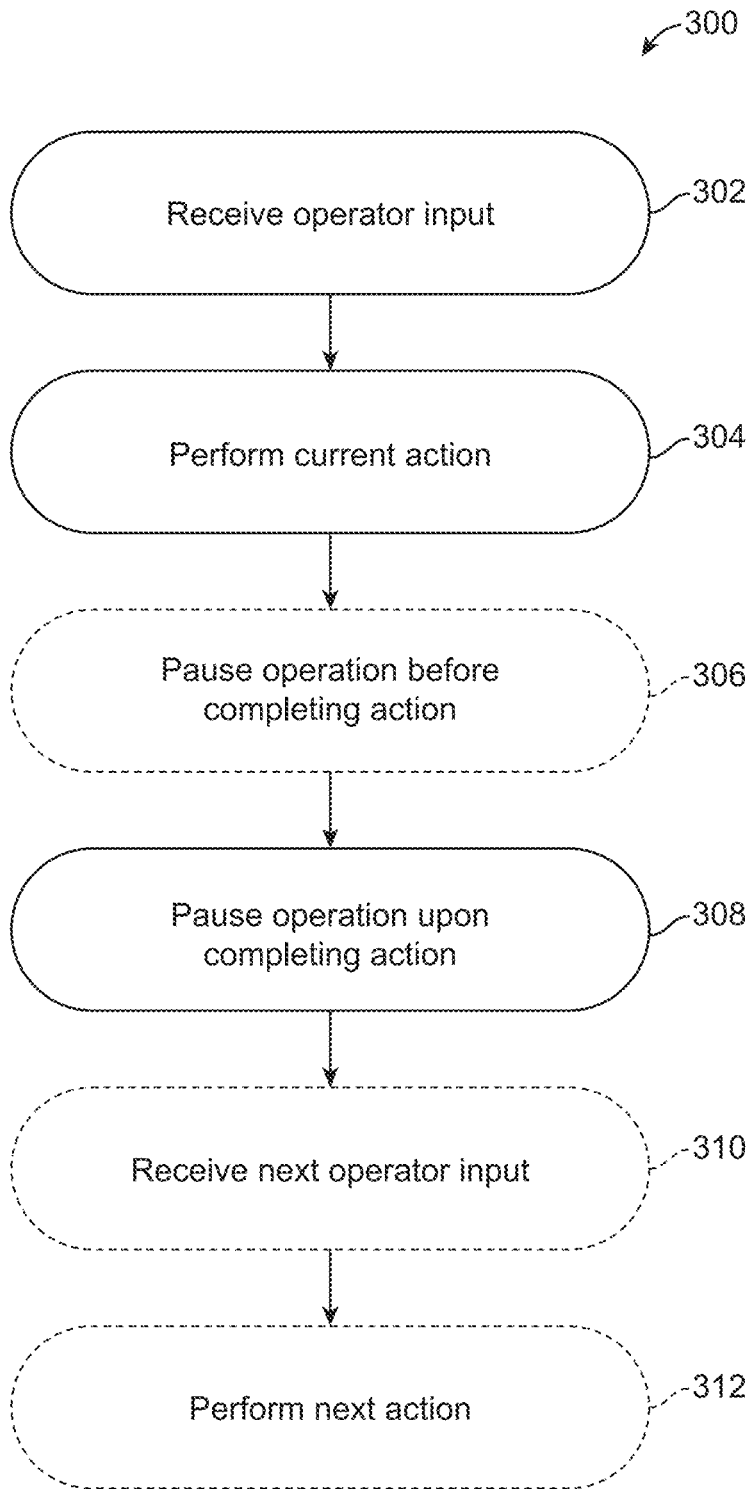 300
Receive operator input
302
Perform current action
304
Pause operation before
completing action
306
Pause operation upon
completing action
308
Receive next operator input
310
Perform next action
312